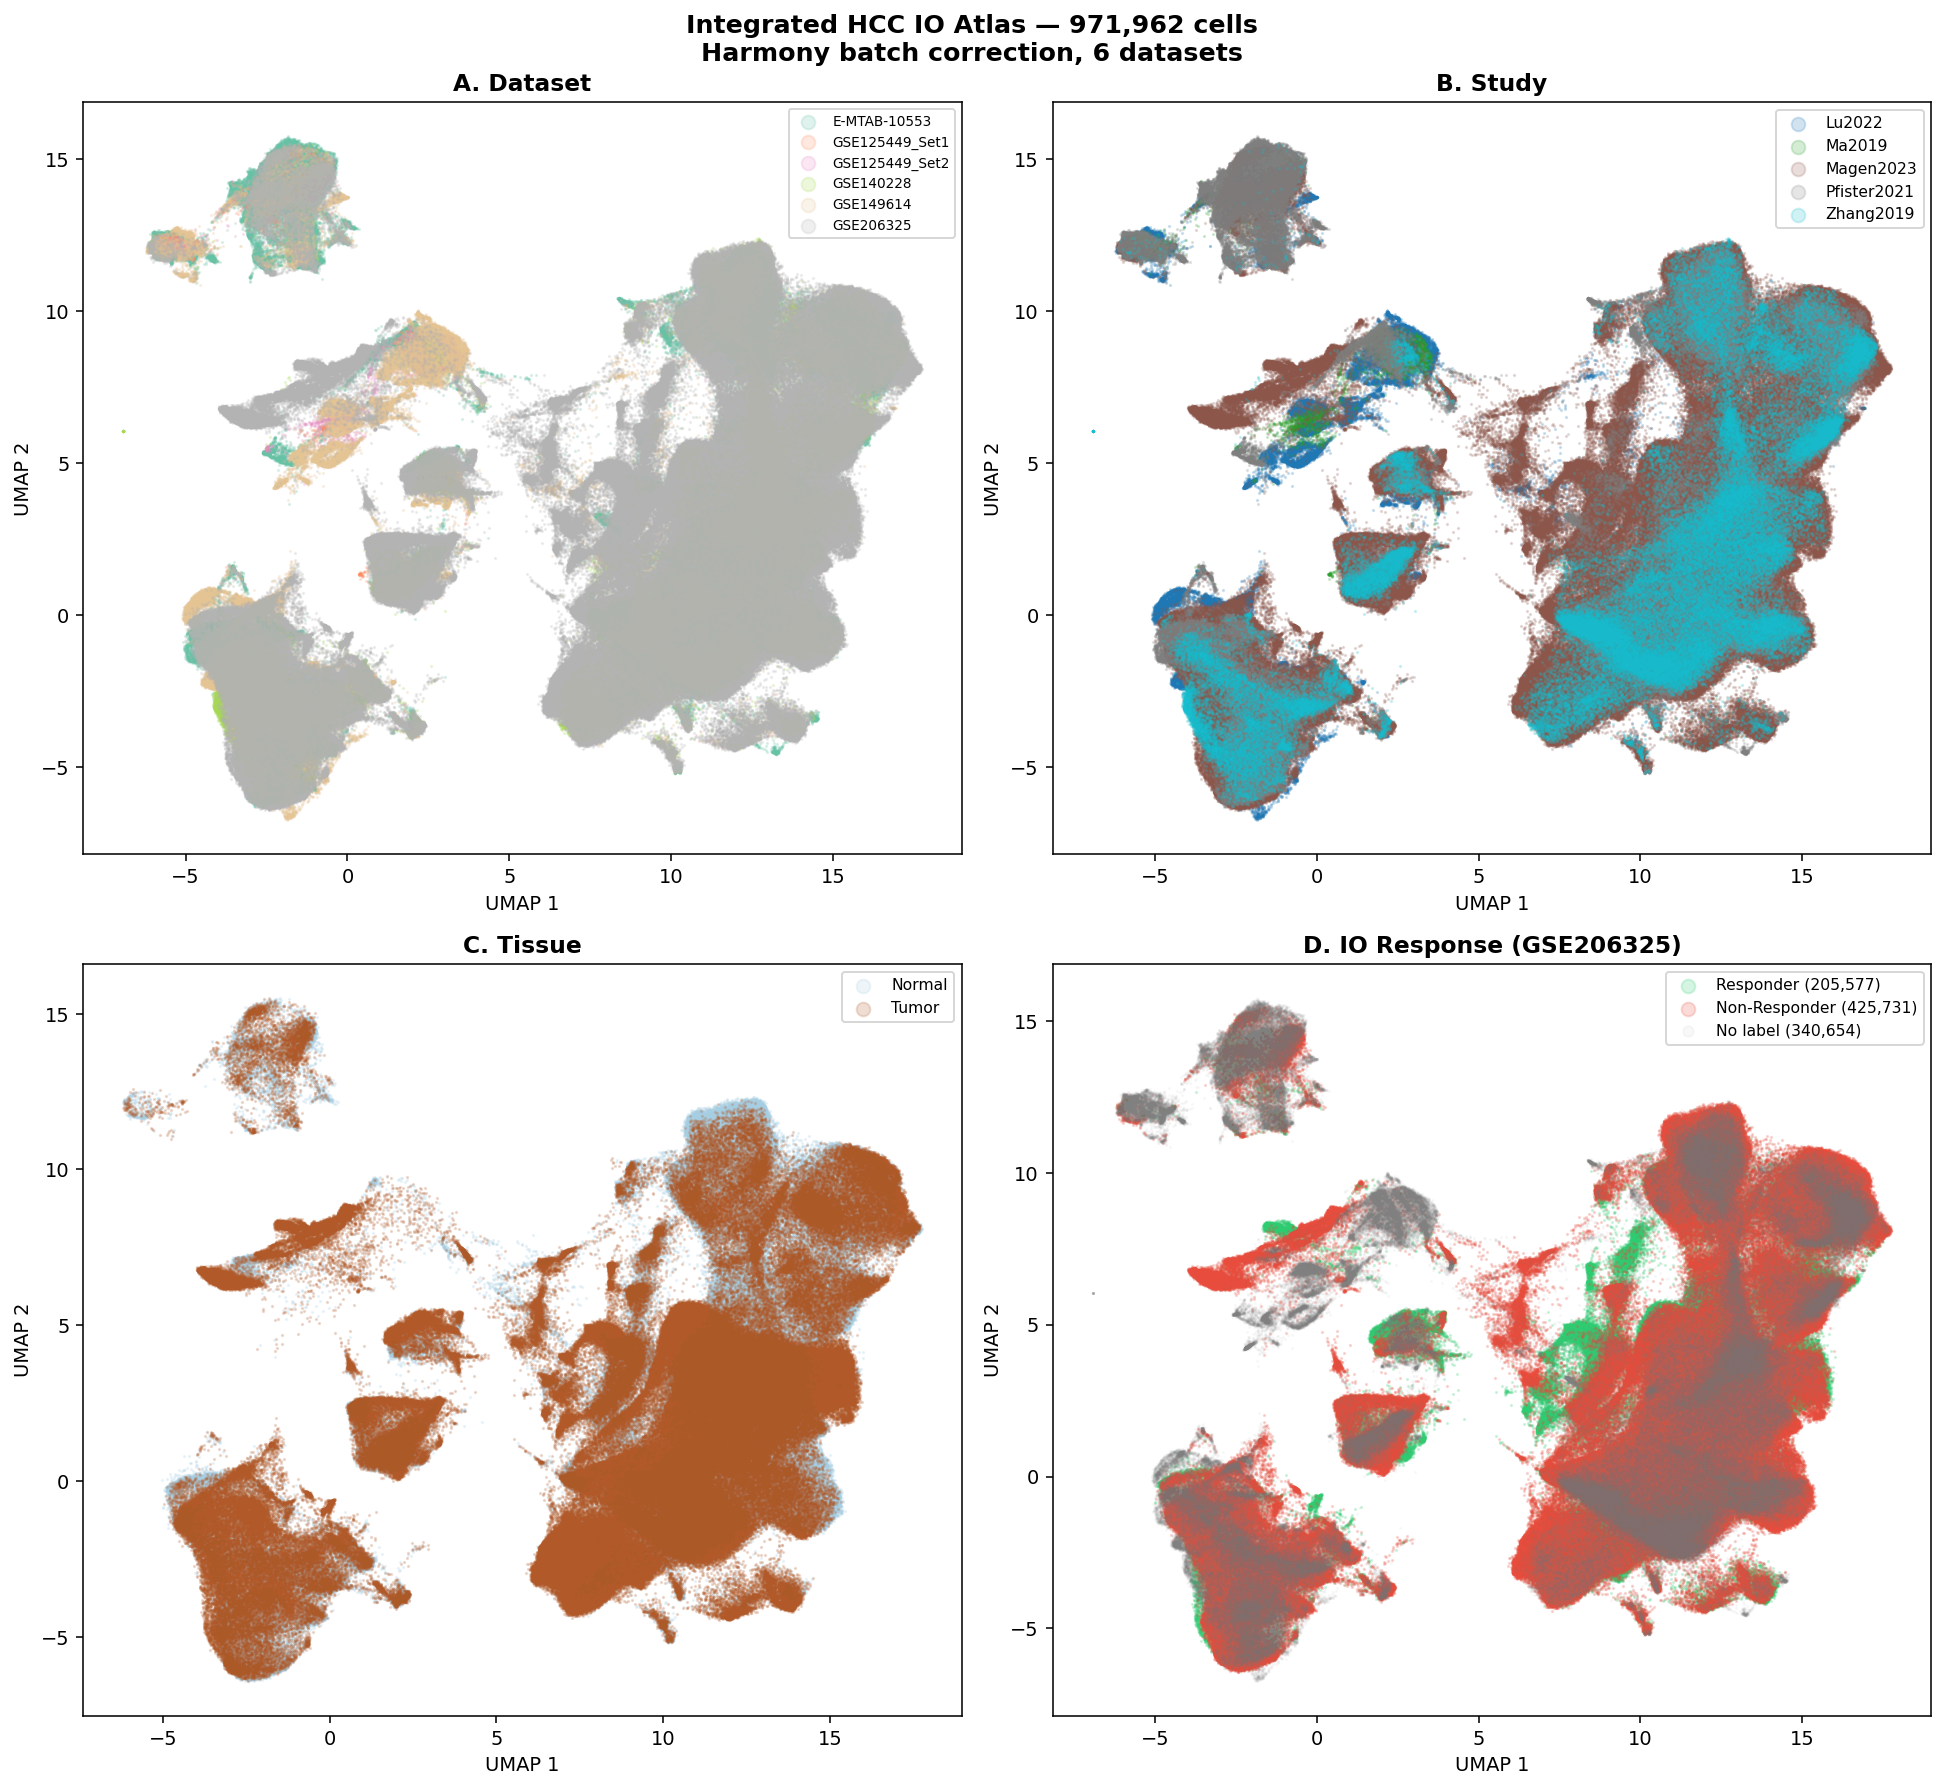 Integrated HCC IO Atlas — 971,962 cells
Harmony batch correction, 6 datasets
A. Dataset
E-MTAB-10553
GSE125449_Set1
GSE125449_Set2
GSE140228
GSE149614
GSE206325
15
10
5
0
−5
UMAP 2
−5
0
5
10
15
UMAP 1
B. Study
Lu2022
Ma2019
Magen2023
Pfister2021
Zhang2019
15
10
5
0
−5
UMAP 2
−5
0
5
10
15
UMAP 1
C. Tissue
Normal
Tumor
15
10
5
0
−5
UMAP 2
−5
0
5
10
15
UMAP 1
D. IO Response (GSE206325)
Responder (205,577)
Non-Responder (425,731)
No label (340,654)
15
10
5
0
−5
UMAP 2
−5
0
5
10
15
UMAP 1